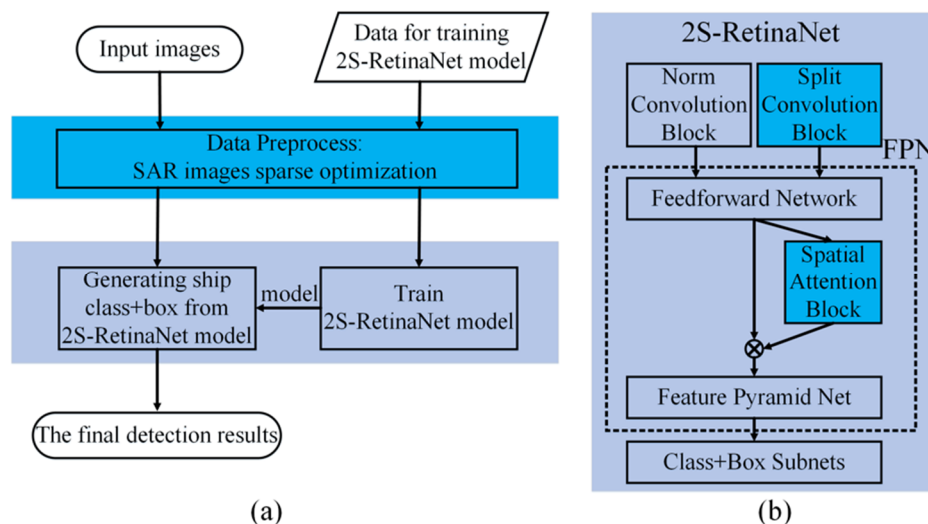 Input images
Data for training
2S-RetinaNet model
Data Preprocess:
SAR images sparse optimization
Generating ship
class+box from
2S-RetinaNet model
model
Train
2S-RetinaNet model
The final detection results
(a)
2S-RetinaNet
Norm
Convolution
Block
Split
Convolution
Block
FPN
Feedforward Network
Spatial
Attention
Block
Feature Pyramid Net
Class+Box Subnets
(b)